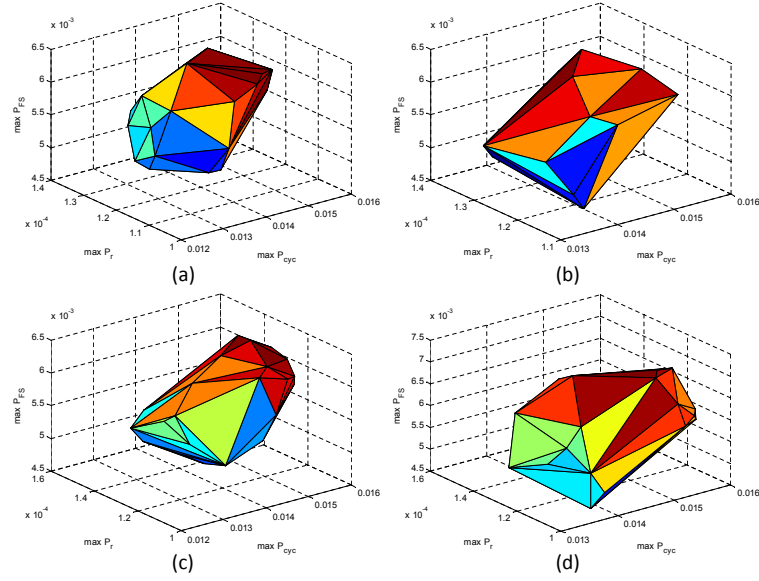 x 10⁻³
6.5
6
5.5
5
4.5
max P_FS
1.4
1.3
1.2
1.1
1
x 10⁻⁴
max P_r
0.012
0.013
0.014
0.015
0.016
max P_cyc
(a)
x 10⁻³
6.5
6
5.5
5
4.5
max P_FS
1.4
1.3
1.2
1.1
x 10⁻⁴
max P_r
0.013
0.014
0.015
0.016
max P_cyc
(b)
x 10⁻³
6.5
6
5.5
5
4.5
max P_FS
1.6
1.4
1.2
1
x 10⁻⁴
max P_r
0.012
0.013
0.014
0.015
0.016
max P_cyc
(c)
x 10⁻³
7.5
7
6.5
6
5.5
5
4.5
max P_FS
1.6
1.4
1.2
1
x 10⁻⁴
max P_r
0.013
0.014
0.015
0.016
max P_cyc
(d)